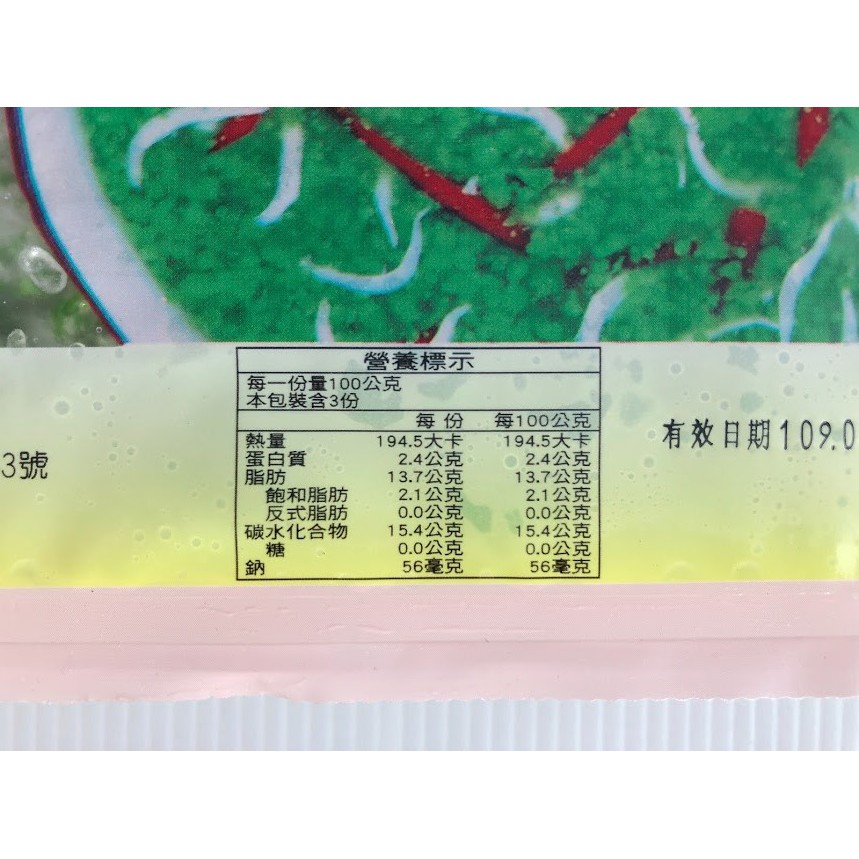 營養標示
每一份量100公克
本包裝含3份
每 份 每100公克
熱量 194.5大卡 194.5大卡
蛋白質 2.4公克 2.4公克
脂肪 13.7公克 13.7公克
飽和脂肪 2.1公克 2.1公克
反式脂肪 0.0公克 0.0公克
碳水化合物 15.4公克 15.4公克
糖 0.0公克 0.0公克
鈉 56毫克 56毫克
3號
有效日期109.0